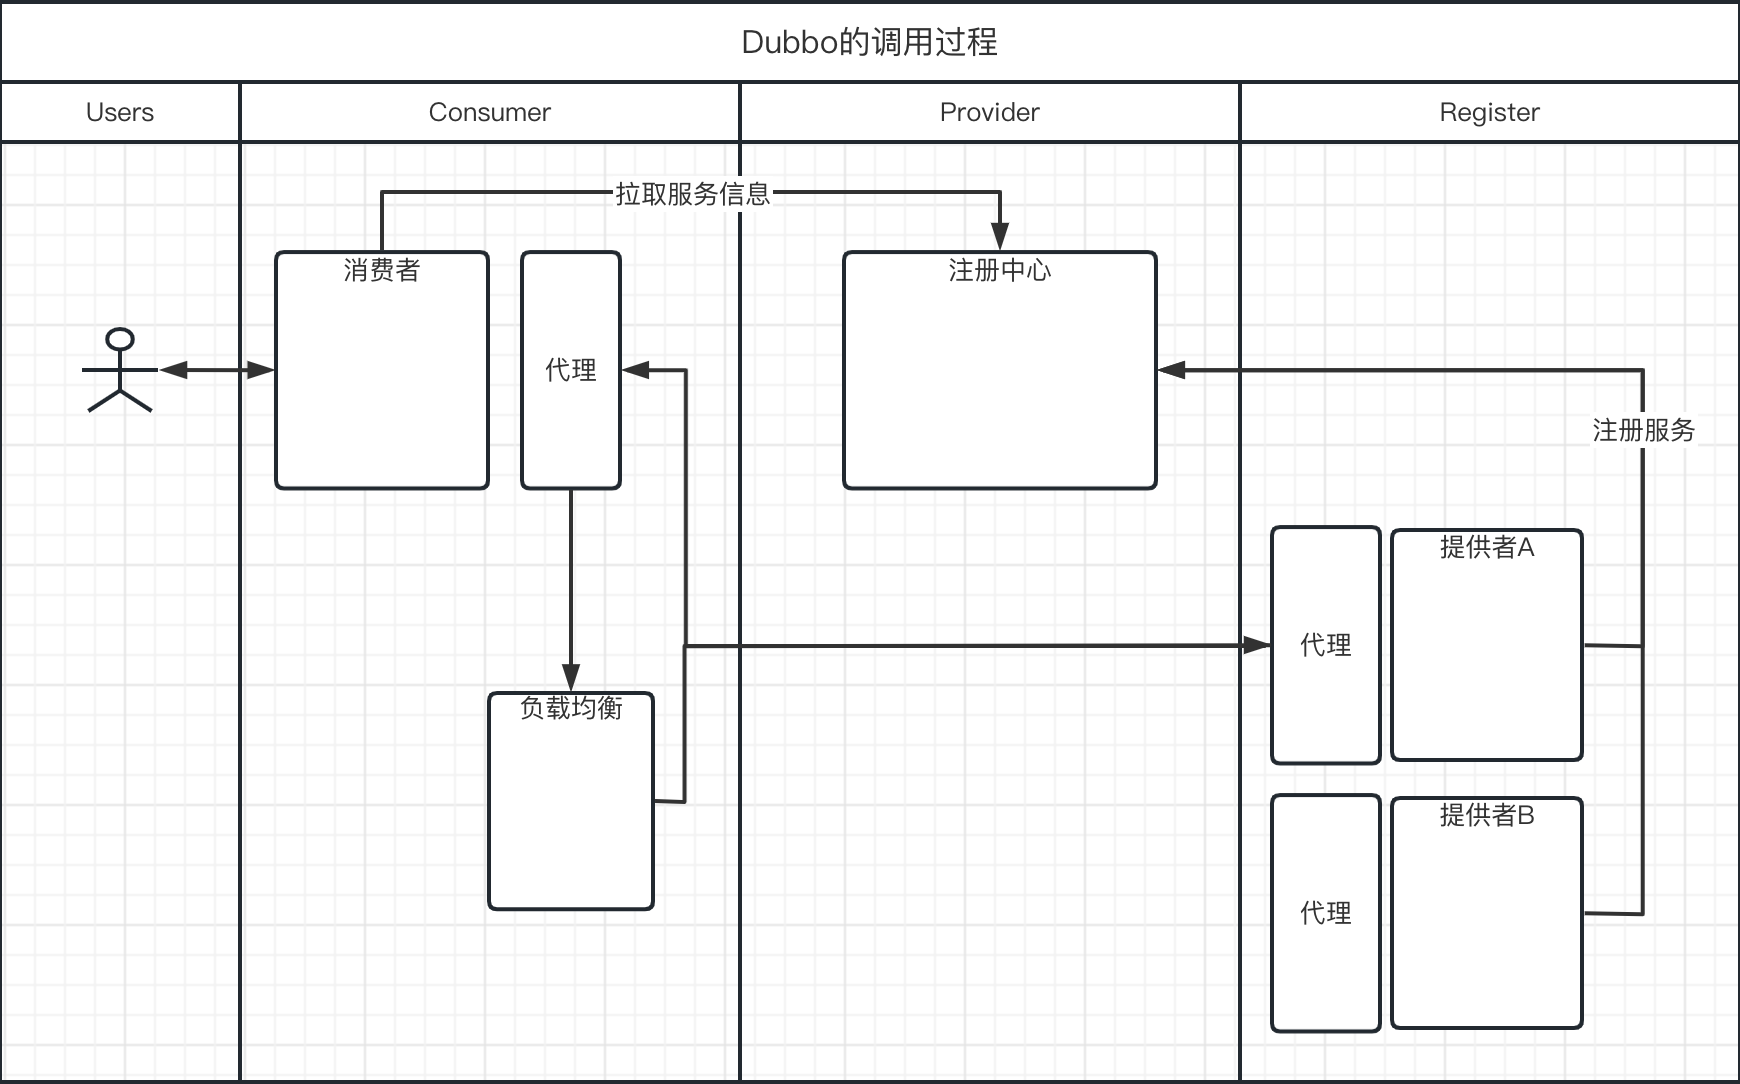 Dubbo的调用过程
Users
Consumer
Provider
Register
拉取服务信息
消费者
注册中心
代理
注册服务
提供者A
代理
负载均衡
提供者B
代理